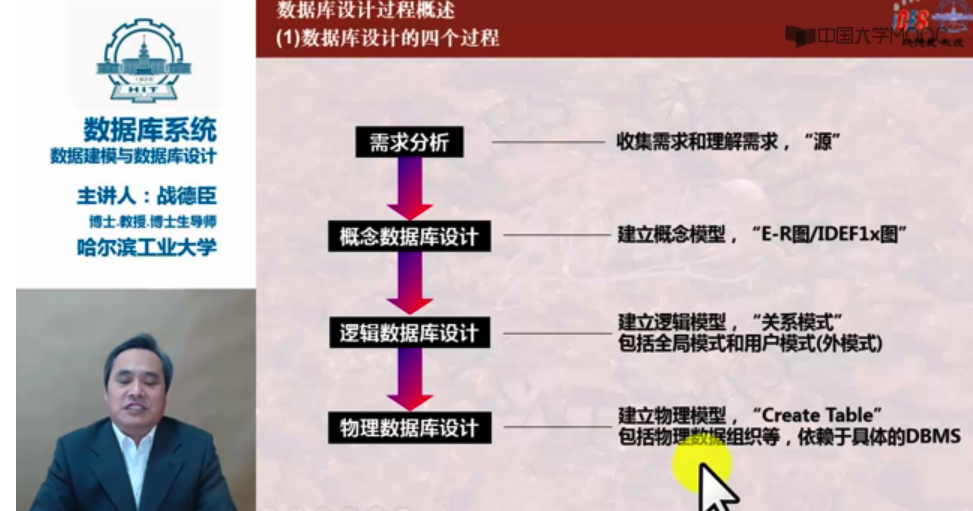 数据库设计过程概述
(1)数据库设计的四个过程
中国大学MOOC
1920
HIT
数据库系统
数据建模与数据库设计
主讲人：战德臣
博士.教授.博士生导师
哈尔滨工业大学
需求分析
收集需求和理解需求，“源”
概念数据库设计
建立概念模型，“E-R图/IDEF1x图”
逻辑数据库设计
建立逻辑模型，“关系模式”
包括全局模式和用户模式(外模式)
物理数据库设计
建立物理模型，“Create Table”
包括物理数据组织等，依赖于具体的DBMS